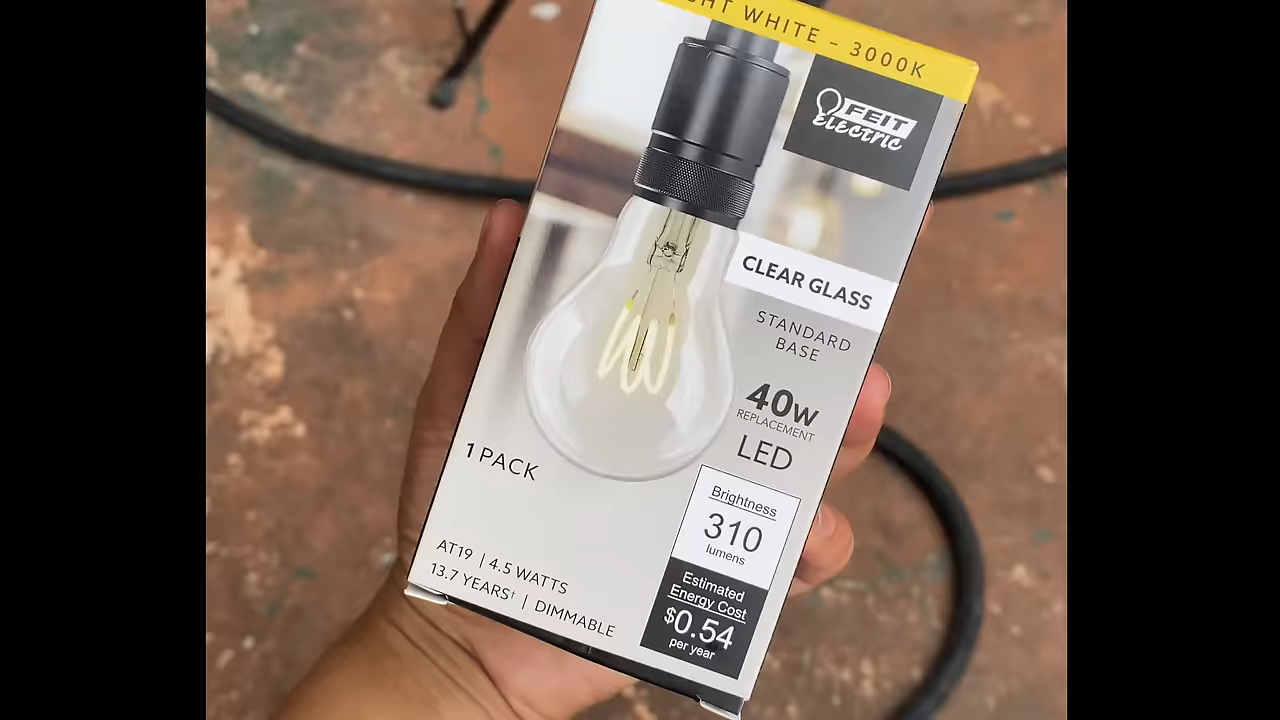 WHITE – 3000K
FEIT
ELECTRIC
CLEAR GLASS
STANDARD
BASE
40W
REPLACEMENT
LED
1 PACK
Brightness
310
lumens
AT19 | 4.5 WATTS
13.7 YEARS† | DIMMABLE
Estimated
Energy Cost
$0.54
per year